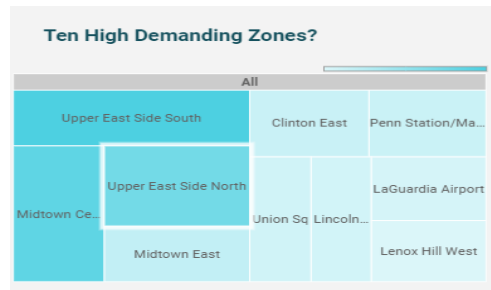 Ten High Demanding Zones?
All
Upper East Side South
Clinton East
Penn Station/Ma...
Upper East Side North
LaGuardia Airport
Midtown Ce...
Union Sq
Lincoln...
Midtown East
Lenox Hill West